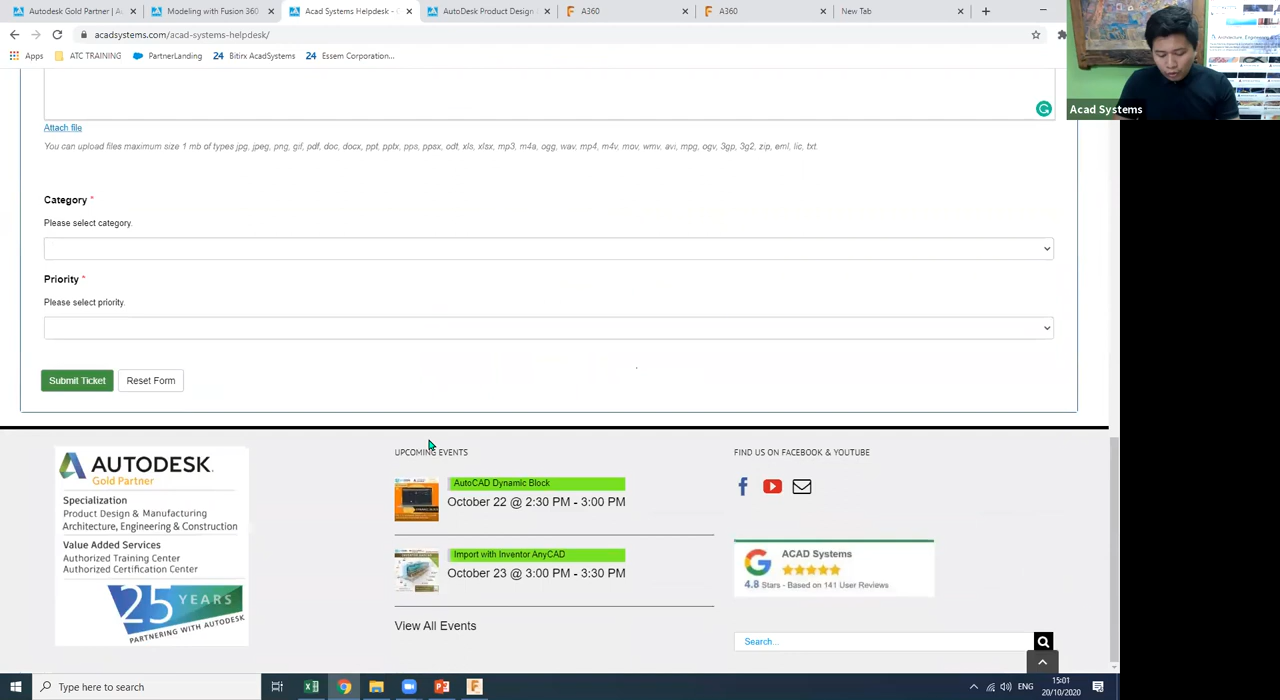 Autodesk Gold Partner | Au
Modeling with Fusion 360
Acad Systems Helpdesk - G
AutoDesk Product Design
A360
A360
New Tab
acadsystems.com/acad-systems-helpdesk/
Apps
ATC TRAINING
PartnerLanding
24 Bitirx AcadSystems
24 Essem Corporation...
Acad Systems
Attach file
You can upload files maximum size 1 mb of types jpg, jpeg, png, gif, pdf, doc, docx, ppt, pptx, pps, ppsx, odt, xls, xlsx, mp3, m4a, ogg, wav, mp4, m4v, mov, wmv, avi, mpg, ogv, 3gp, 3g2, zip, eml, lic, txt.
Category *
Please select category.
Priority *
Please select priority.
Submit Ticket
Reset Form
AUTODESK.
Gold Partner
Specialization
Product Design & Manufacturing
Architecture, Engineering & Construction
Value Added Services
Authorized Training Center
Authorized Certification Center
25 YEARS
PARTNERING WITH AUTODESK
UPCOMING EVENTS
AutoCAD Dynamic Block
October 22 @ 2:30 PM - 3:00 PM
Import with Inventor AnyCAD
October 23 @ 3:00 PM - 3:30 PM
View All Events
FIND US ON FACEBOOK & YOUTUBE
ACAD Systems
4.8 Stars - Based on 141 User Reviews
Search...
Type here to search
ENG
15:01
20/10/2020